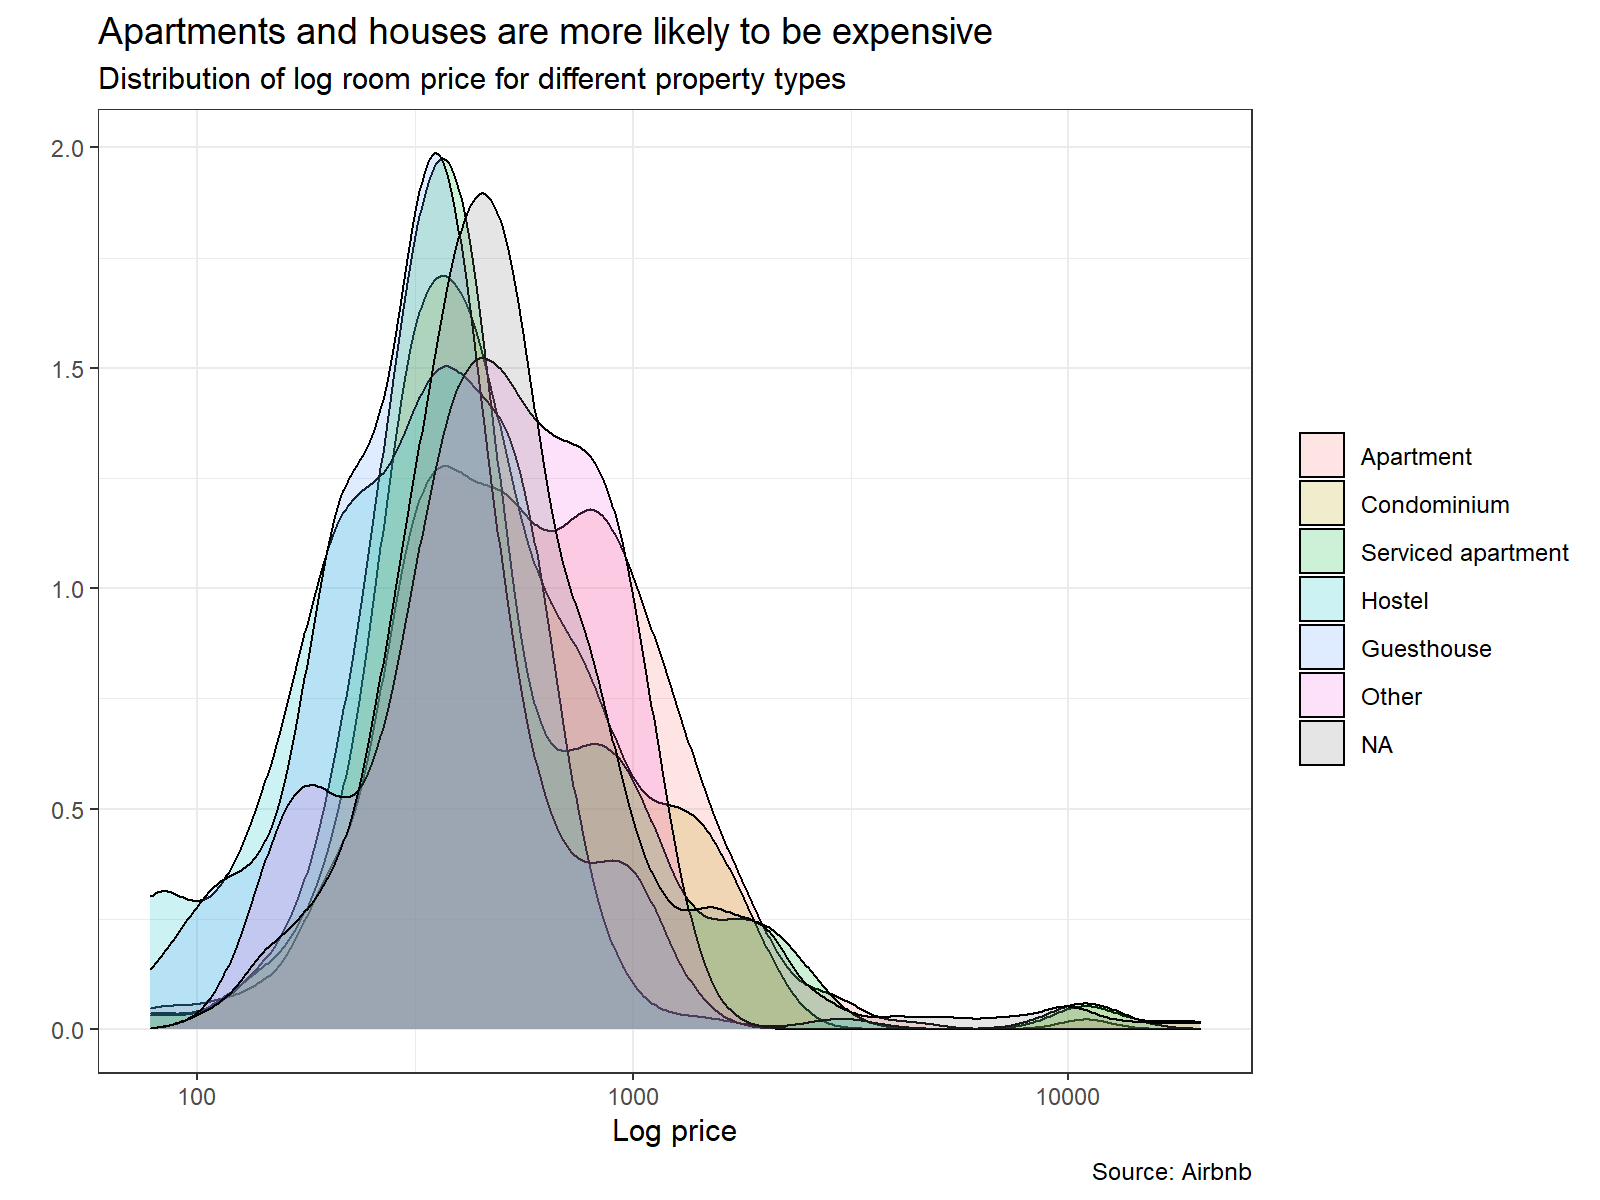 Apartments and houses are more likely to be expensive
Distribution of log room price for different property types
2.0
1.5
1.0
0.5
0.0
100
1000
10000
Log price
Apartment
Condominium
Serviced apartment
Hostel
Guesthouse
Other
NA
Source: Airbnb